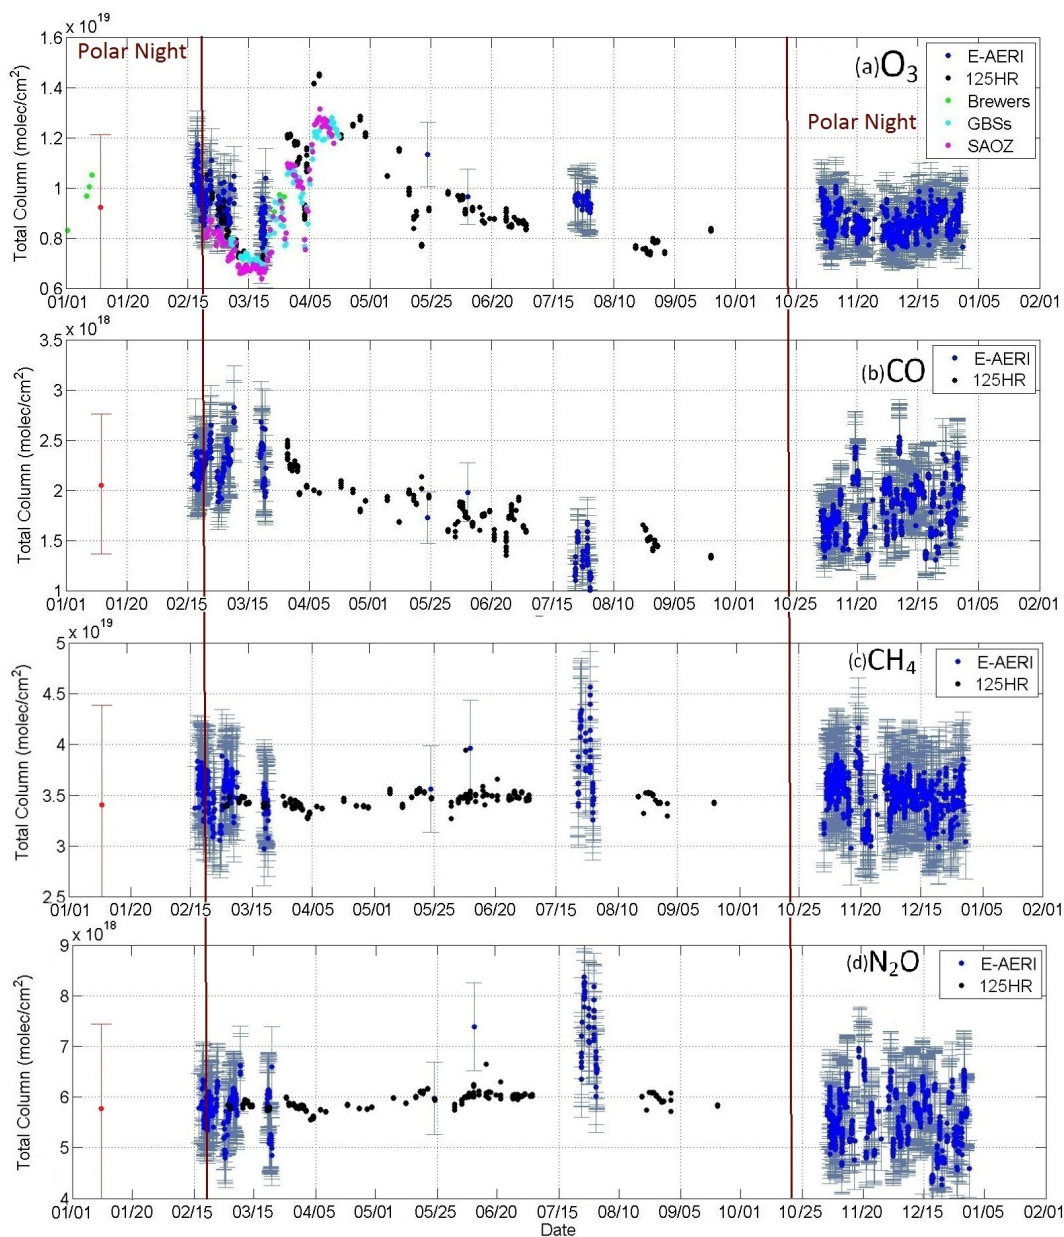 x 10^19
1.6
Polar Night
(a)O3
E-AERI
125HR
Brewers
GBSs
SAOZ
Polar Night
1.4
1.2
1
0.8
0 6
Total Column (molec/cm²)
01/01 01/20 02/15 03/15 04/05 05/01 05/25 06/20 07/15 08/10 09/05 10/01 10/25 11/20 12/15 01/05 02/01
x 10^18
3.5
(b)CO
E-AERI
125HR
3
2.5
2
1.5
1
Total Column (molec/cm²)
01/01 01/20 02/15 03/15 04/05 05/01 05/25 06/20 07/15 08/10 09/05 10/01 10/25 11/20 12/15 01/05 02/01
x 10^19
5
(c)CH4
E-AERI
125HR
4.5
4
3.5
3
2.5
Total Column (molec/cm²)
01/01 01/20 02/15 03/15 04/05 05/01 05/25 06/20 07/15 08/10 09/05 10/01 10/25 11/20 12/15 01/05 02/01
x 10^18
9
(d)N2O
E-AERI
125HR
8
7
6
5
4
Total Column (molec/cm²)
01/01 01/20 02/15 03/15 04/05 05/01 05/25 06/20 07/15 08/10 09/05 10/01 10/25 11/20 12/15 01/05 02/01
Date